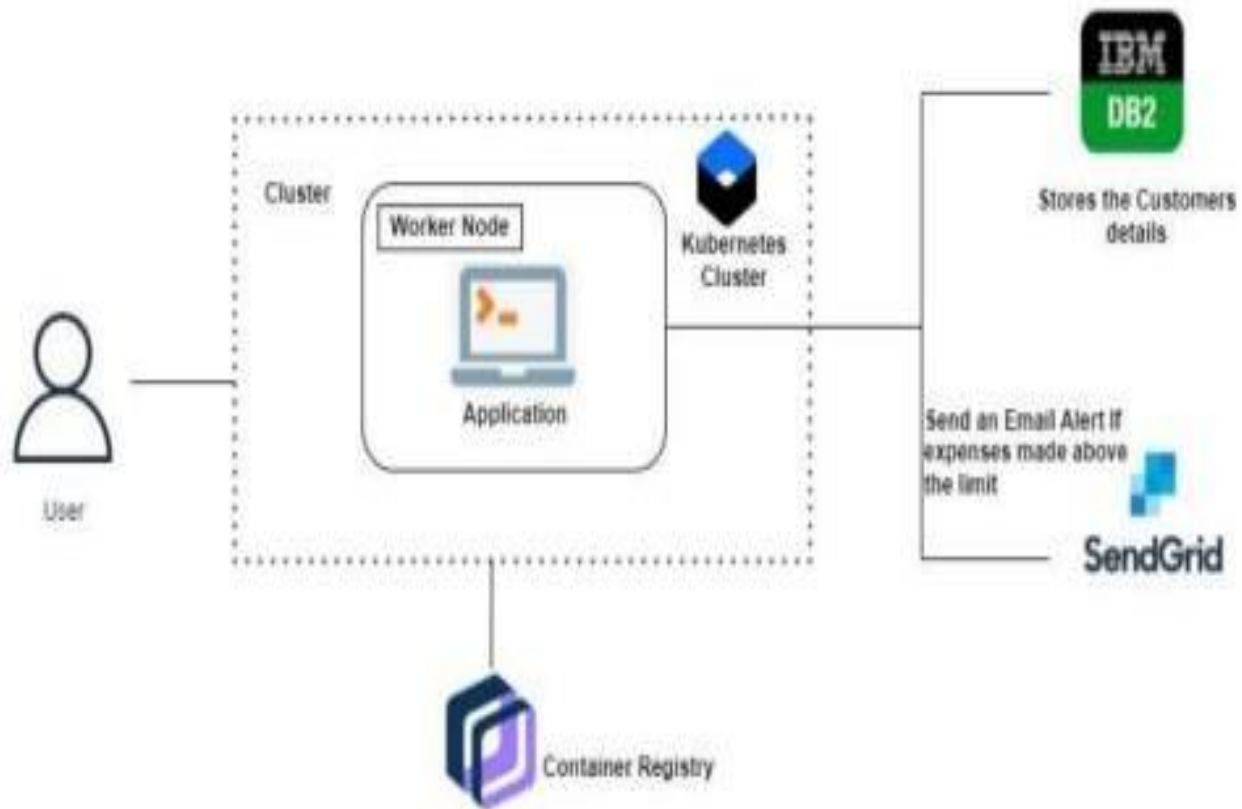 IBM
DB2
Stores the Customers
details
Cluster
Worker Node
Kubernetes
Cluster
Application
User
Send an Email Alert If
expenses made above
the limit
SendGrid
Container Registry